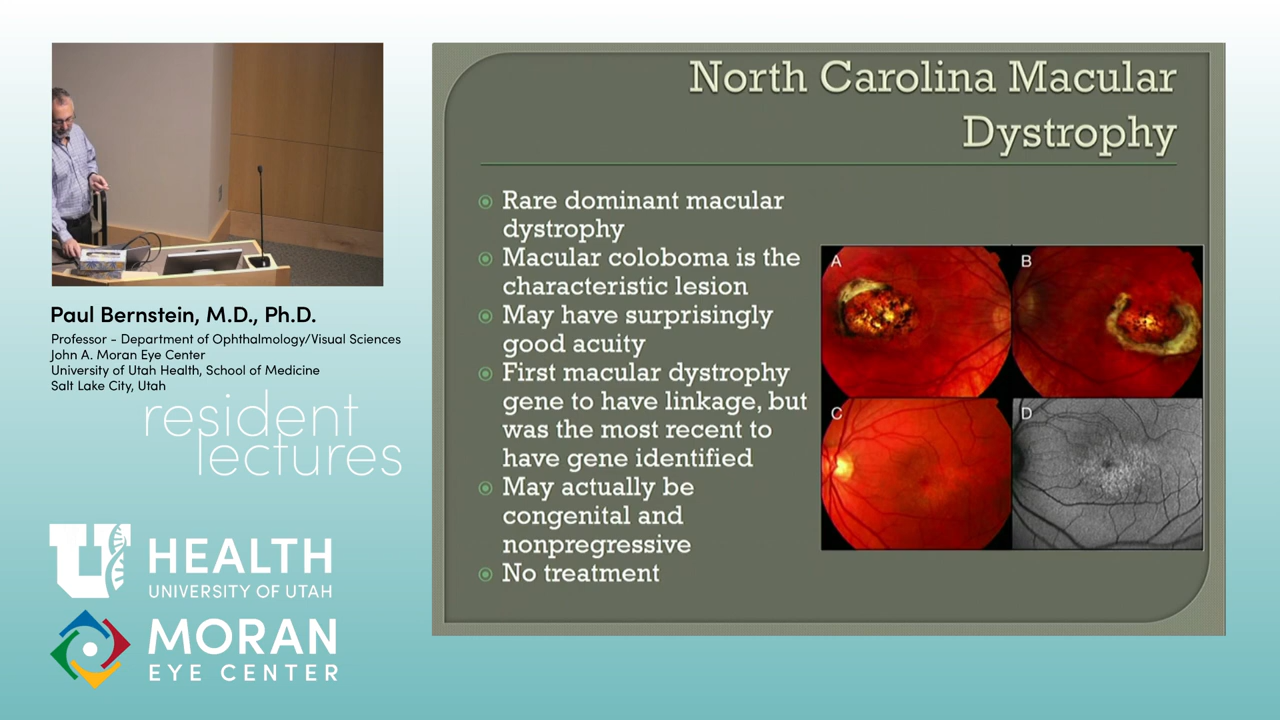 North Carolina Macular
Dystrophy
Rare dominant macular
dystrophy
Macular coloboma is the
characteristic lesion
May have surprisingly
good acuity
First macular dystrophy
gene to have linkage, but
was the most recent to
have gene identified
May actually be
congenital and
nonpregressive
No treatment
A
B
C
D
Paul Bernstein, M.D., Ph.D.
Professor - Department of Ophthalmology/Visual Sciences
John A. Moran Eye Center
University of Utah Health, School of Medicine
Salt Lake City, Utah
resident
lectures
U HEALTH
UNIVERSITY OF UTAH
MORAN
EYE CENTER